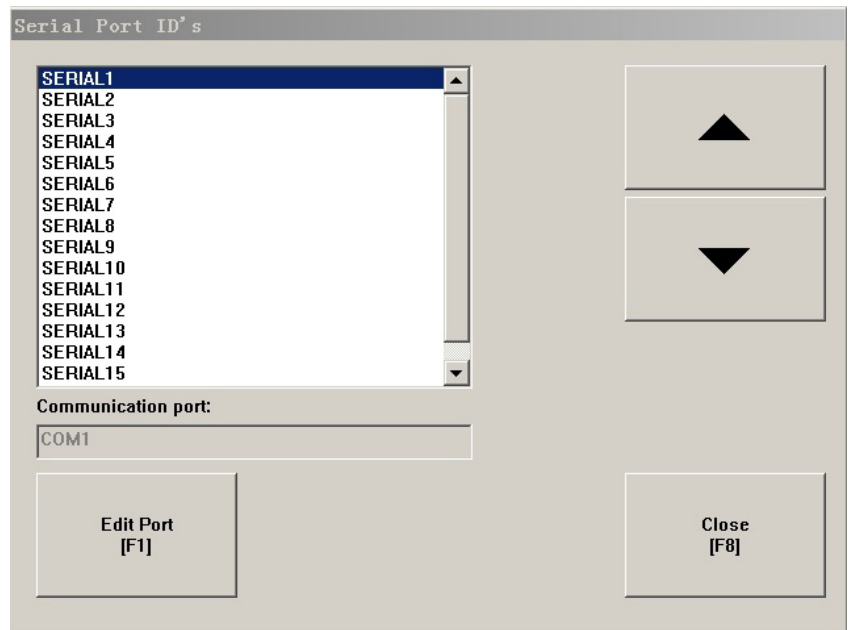 Serial Port ID's
SERIAL1
SERIAL2
SERIAL3
SERIAL4
SERIAL5
SERIAL6
SERIAL7
SERIAL8
SERIAL9
SERIAL10
SERIAL11
SERIAL12
SERIAL13
SERIAL14
SERIAL15
Communication port:
COM1
Edit Port
[F1]
Close
[F8]